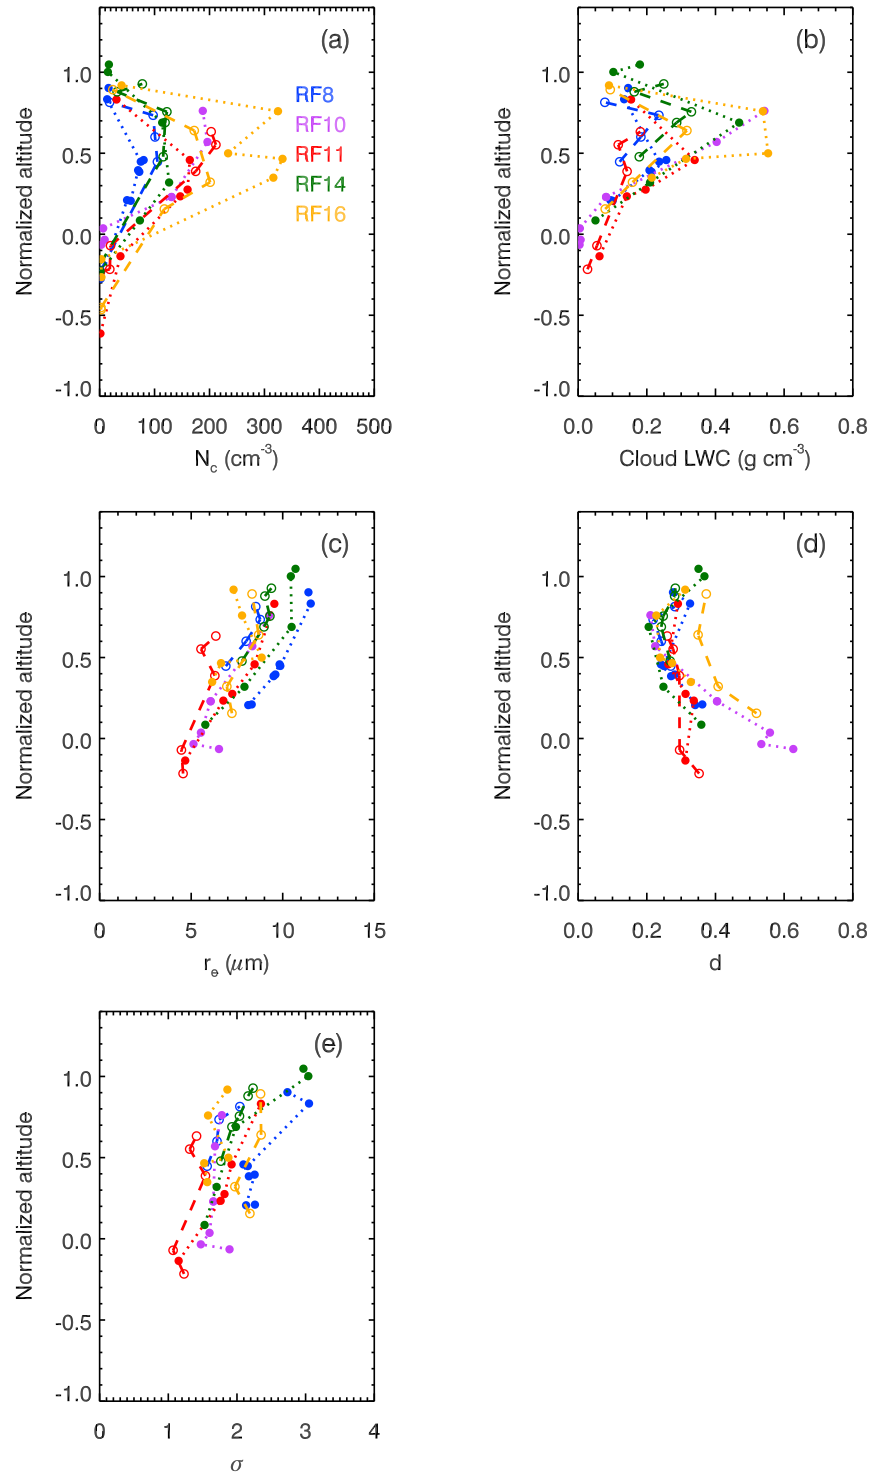 (a)
1.0
0.5
0.0
-0.5
-1.0
Normalized altitude
RF8
RF10
RF11
RF14
RF16
0 100 200 300 400 500
N_c (cm^-3)
(b)
1.0
0.5
0.0
-0.5
-1.0
Normalized altitude
0.0 0.2 0.4 0.6 0.8
Cloud LWC (g cm^-3)
(c)
1.0
0.5
0.0
-0.5
-1.0
Normalized altitude
0 5 10 15
r_e (μm)
(d)
1.0
0.5
0.0
-0.5
-1.0
Normalized altitude
0.0 0.2 0.4 0.6 0.8
d
(e)
1.0
0.5
0.0
-0.5
-1.0
Normalized altitude
0 1 2 3 4
σ